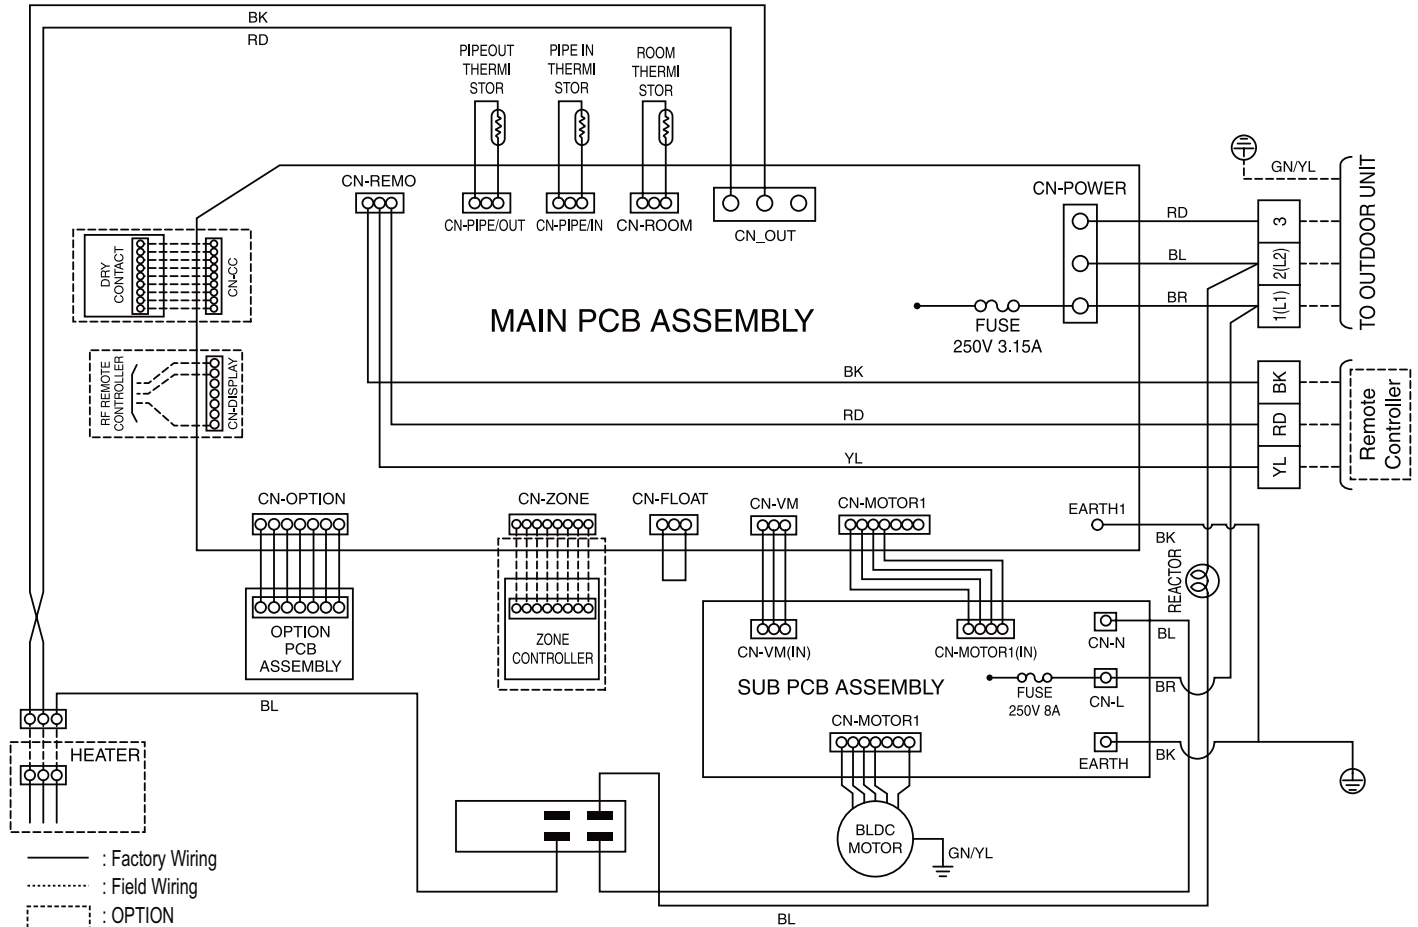 BK
RD
PIPEOUT
THERMI
STOR
PIPE IN
THERMI
STOR
ROOM
THERMI
STOR
CN-REMO
CN-PIPE/OUT
CN-PIPE/IN
CN-ROOM
CN_OUT
CN-POWER
GN/YL
RD
BL
BR
3
2(L2)
1(L1)
TO OUTDOOR UNIT
DRY
CONTACT
CN-CC
MAIN PCB ASSEMBLY
FUSE
250V 3.15A
RF REMOTE
CONTROLLER
CN-DISPLAY
BK
RD
YL
BK
RD
YL
Remote
Controller
CN-OPTION
CN-ZONE
CN-FLOAT
CN-VM
CN-MOTOR1
EARTH1
BK
REACTOR
OPTION
PCB
ASSEMBLY
ZONE
CONTROLLER
CN-VM(IN)
CN-MOTOR1(IN)
CN-N
BL
SUB PCB ASSEMBLY
FUSE
250V 8A
CN-L
BR
CN-MOTOR1
EARTH
BK
BL
HEATER
BLDC
MOTOR
GN/YL
BL
: Factory Wiring
: Field Wiring
: OPTION